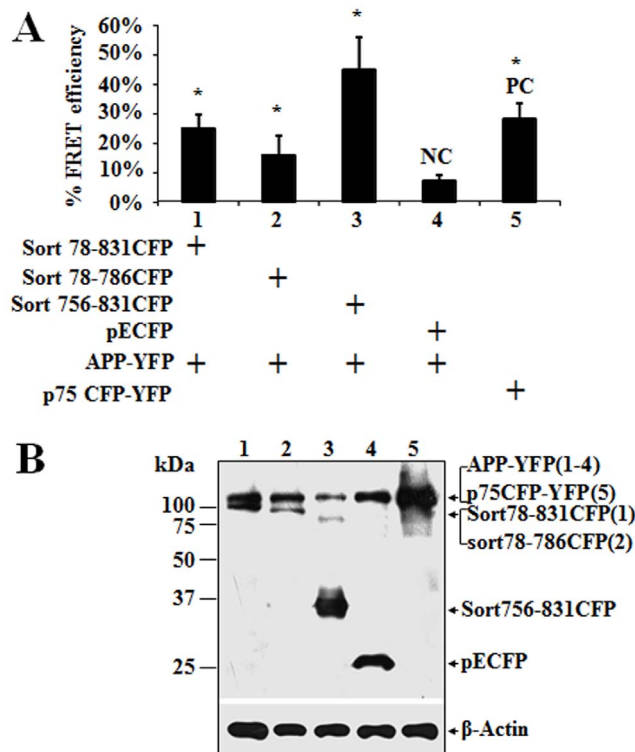 A
% FRET efficiency
60%
50%
40%
30%
20%
10%
0%
* * * NC * PC
1 2 3 4 5
Sort 78-831CFP +
Sort 78-786CFP +
Sort 756-831CFP +
pECFP +
APP-YFP + + + +
p75 CFP-YFP +
B
kDa 1 2 3 4 5
100
75
50
37
25
APP-YFP(1-4)
p75CFP-YFP(5)
Sort78-831CFP(1)
sort78-786CFP(2)
Sort756-831CFP
pECFP
β-Actin